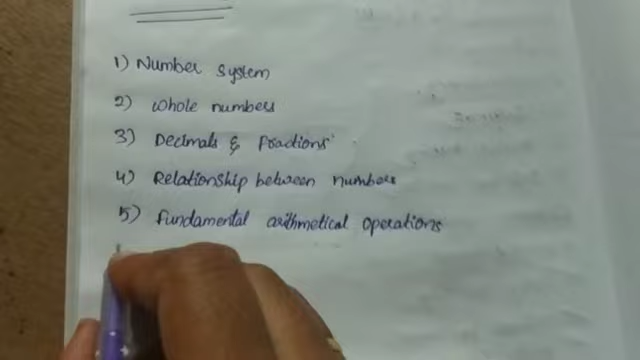 1) Number system
2) Whole numbers
3) Decimals & Fractions
4) Relationship between numbers
5) Fundamental arithmetical operations